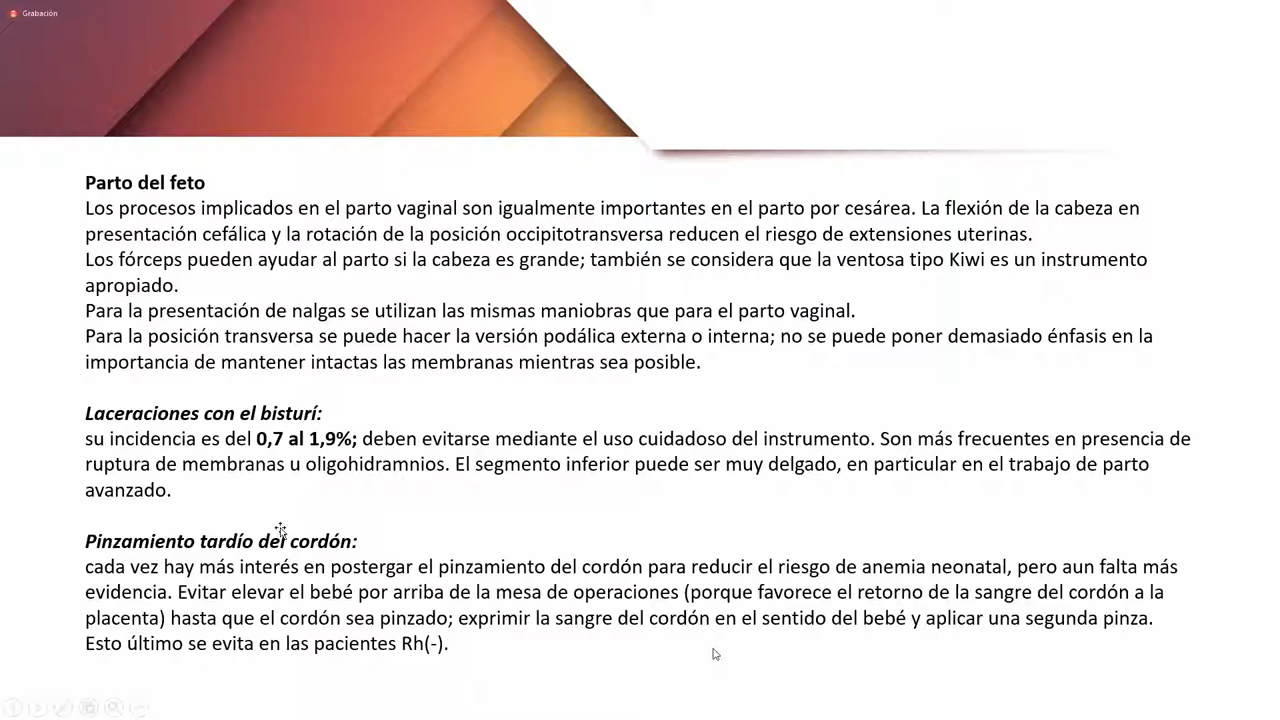 Grabación
Parto del feto
Los procesos implicados en el parto vaginal son igualmente importantes en el parto por cesárea. La flexión de la cabeza en
presentación cefálica y la rotación de la posición occipitotransversa reducen el riesgo de extensiones uterinas.
Los fórceps pueden ayudar al parto si la cabeza es grande; también se considera que la ventosa tipo Kiwi es un instrumento
apropiado.
Para la presentación de nalgas se utilizan las mismas maniobras que para el parto vaginal.
Para la posición transversa se puede hacer la versión podálica externa o interna; no se puede poner demasiado énfasis en la
importancia de mantener intactas las membranas mientras sea posible.
Laceraciones con el bisturí:
su incidencia es del 0,7 al 1,9%; deben evitarse mediante el uso cuidadoso del instrumento. Son más frecuentes en presencia de
ruptura de membranas u oligohidramnios. El segmento inferior puede ser muy delgado, en particular en el trabajo de parto
avanzado.
Pinzamiento tardío del cordón:
cada vez hay más interés en postergar el pinzamiento del cordón para reducir el riesgo de anemia neonatal, pero aun falta más
evidencia. Evitar elevar el bebé por arriba de la mesa de operaciones (porque favorece el retorno de la sangre del cordón a la
placenta) hasta que el cordón sea pinzado; exprimir la sangre del cordón en el sentido del bebé y aplicar una segunda pinza.
Esto último se evita en las pacientes Rh(-).